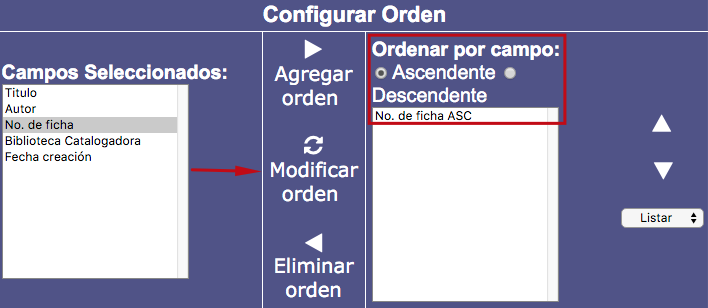 Configurar Orden
Campos Seleccionados:
Titulo
Autor
No. de ficha
Biblioteca Catalogadora
Fecha creación
Agregar
orden
Modificar
orden
Eliminar
orden
Ordenar por campo:
Ascendente
Descendente
No. de ficha ASC
Listar